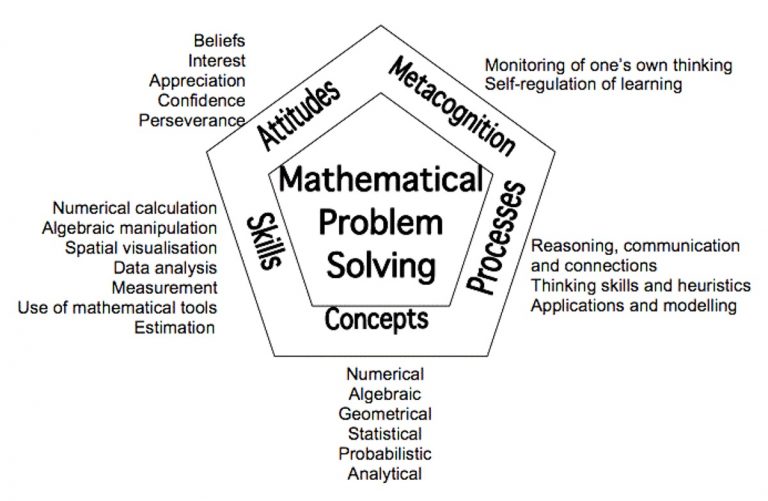 Beliefs
Interest
Appreciation
Confidence
Perseverance
Attitudes
Metacognition
Monitoring of one's own thinking
Self-regulation of learning
Mathematical
Problem
Solving
Skills
Numerical calculation
Algebraic manipulation
Spatial visualisation
Data analysis
Measurement
Use of mathematical tools
Estimation
Processes
Reasoning, communication
and connections
Thinking skills and heuristics
Applications and modelling
Concepts
Numerical
Algebraic
Geometrical
Statistical
Probabilistic
Analytical